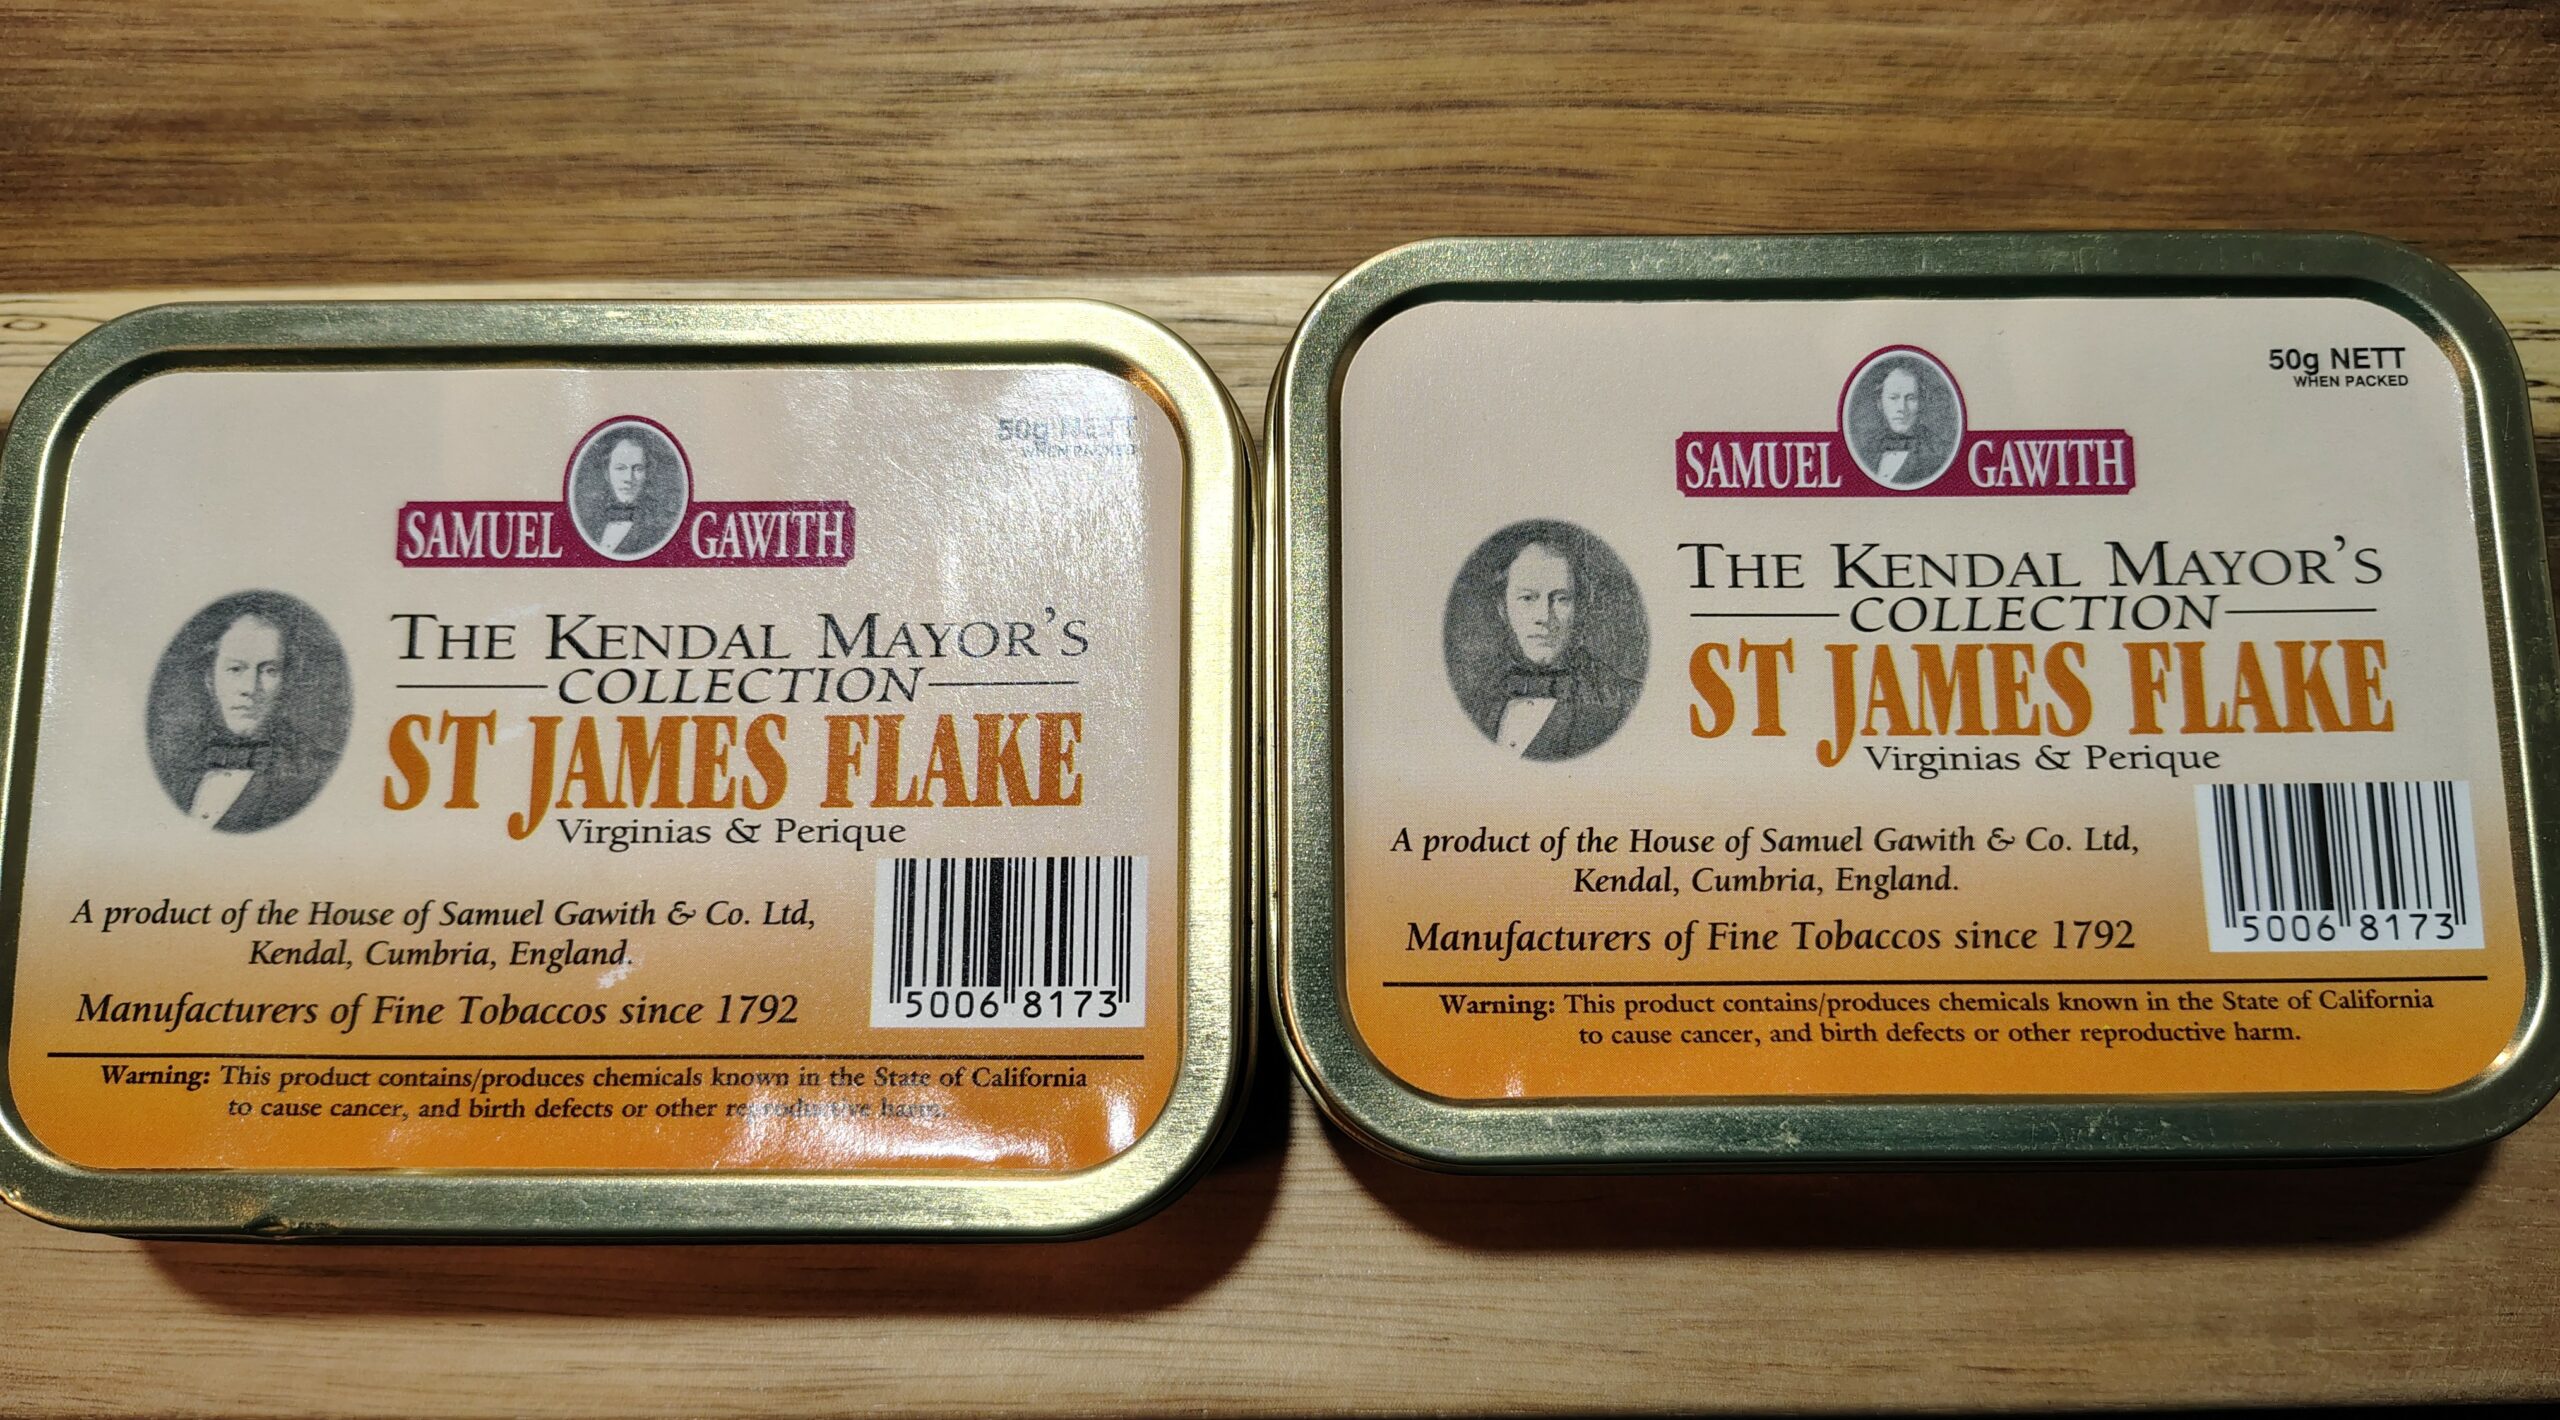 50g NETT
WHEN PACKED
SAMUEL GAWITH
THE KENDAL MAYOR'S
COLLECTION
ST JAMES FLAKE
Virginias & Perique
A product of the House of Samuel Gawith & Co. Ltd,
Kendal, Cumbria, England.
Manufacturers of Fine Tobaccos since 1792
5006 8173
Warning: This product contains/produces chemicals known in the State of California
to cause cancer, and birth defects or other reproductive harm.
50g NETT
WHEN PACKED
SAMUEL GAWITH
THE KENDAL MAYOR'S
COLLECTION
ST JAMES FLAKE
Virginias & Perique
A product of the House of Samuel Gawith & Co. Ltd,
Kendal, Cumbria, England.
Manufacturers of Fine Tobaccos since 1792
5006 8173
Warning: This product contains/produces chemicals known in the State of California
to cause cancer, and birth defects or other reproductive harm.